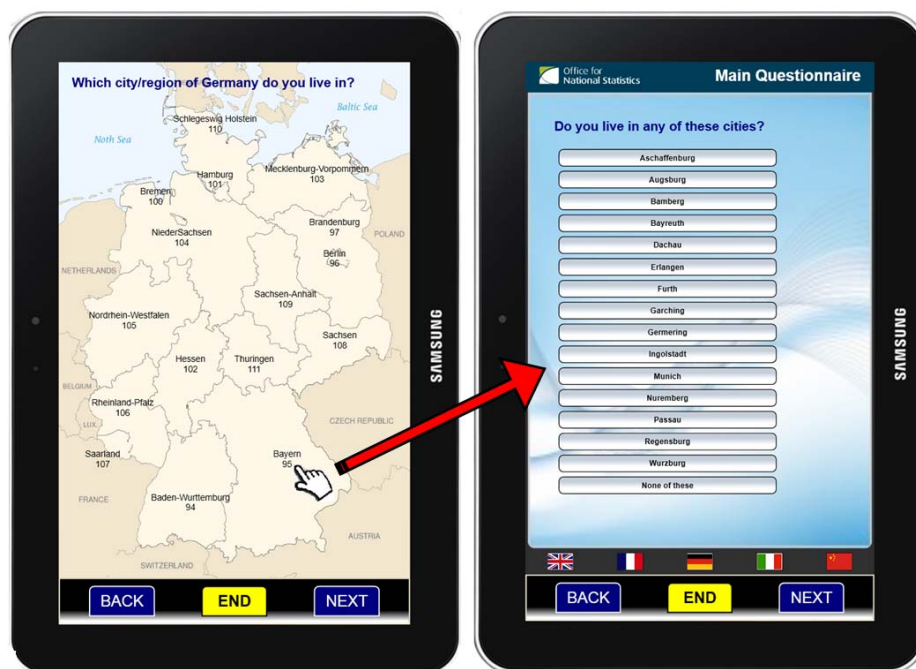 Which city/region of Germany do you live in?
Baltic Sea
Schlegeswig Holstein
110
Noth Sea
Hamburg
101
Mecklenburg-Vorpommern
103
Bremen
100
Brandenburg
97
NiederSachsen
104
POLAND
Berlin
96
NETHERLANDS
Sachsen-Anhalt
109
Nordrhein-Westfalen
105
Sachsen
108
Hessen
102
Thuringen
111
BELGIUM
Rheinland-Pfalz
106
LUX.
CZECH REPUBLIC
Saarland
107
Bayern
95
FRANCE
Baden-Wurttemburg
94
AUSTRIA
SWITZERLAND
BACK END NEXT
SAMSUNG
Office for
National Statistics
Main Questionnaire
Do you live in any of these cities?
Aschaffenburg
Augsburg
Bamberg
Bayreuth
Dachau
Erlangen
Furth
Garching
Germering
Ingolstadt
Munich
Nuremberg
Passau
Regensburg
Wurzburg
None of these
BACK END NEXT
SAMSUNG